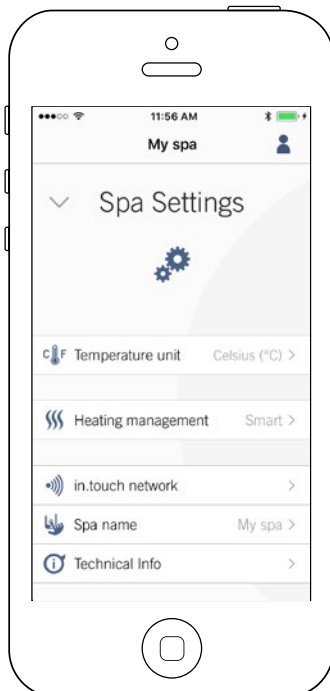 11:56 AM
My spa
Spa Settings
C F Temperature unit Celsius (°C) >
Heating management Smart >
in.touch network >
Spa name My spa >
Technical Info >